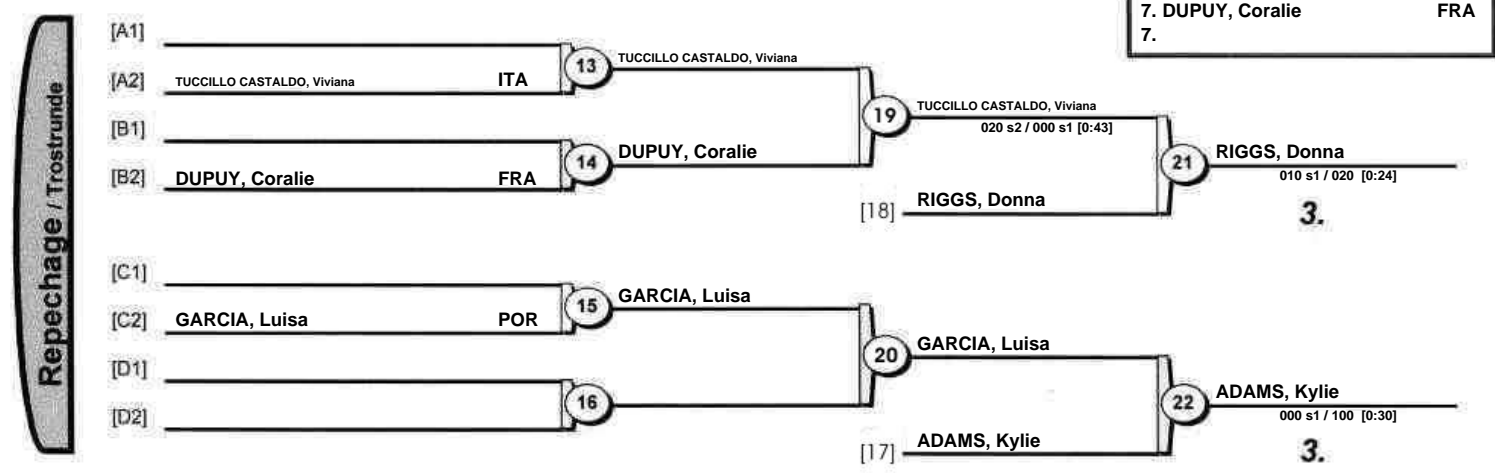 7. DUPUY, Coralie FRA
7.
Repechage / Trostrunde
[A1]
[A2] TUCCILLO CASTALDO, Viviana ITA
13 TUCCILLO CASTALDO, Viviana
[B1]
[B2] DUPUY, Coralie FRA
14 DUPUY, Coralie
19 TUCCILLO CASTALDO, Viviana
020 s2 / 000 s1 [0:43]
[18] RIGGS, Donna
21 RIGGS, Donna
010 s1 / 020 [0:24]
3.
[C1]
[C2] GARCIA, Luisa POR
15 GARCIA, Luisa
[D1]
[D2]
16
20 GARCIA, Luisa
[17] ADAMS, Kylie
22 ADAMS, Kylie
000 s1 / 100 [0:30]
3.